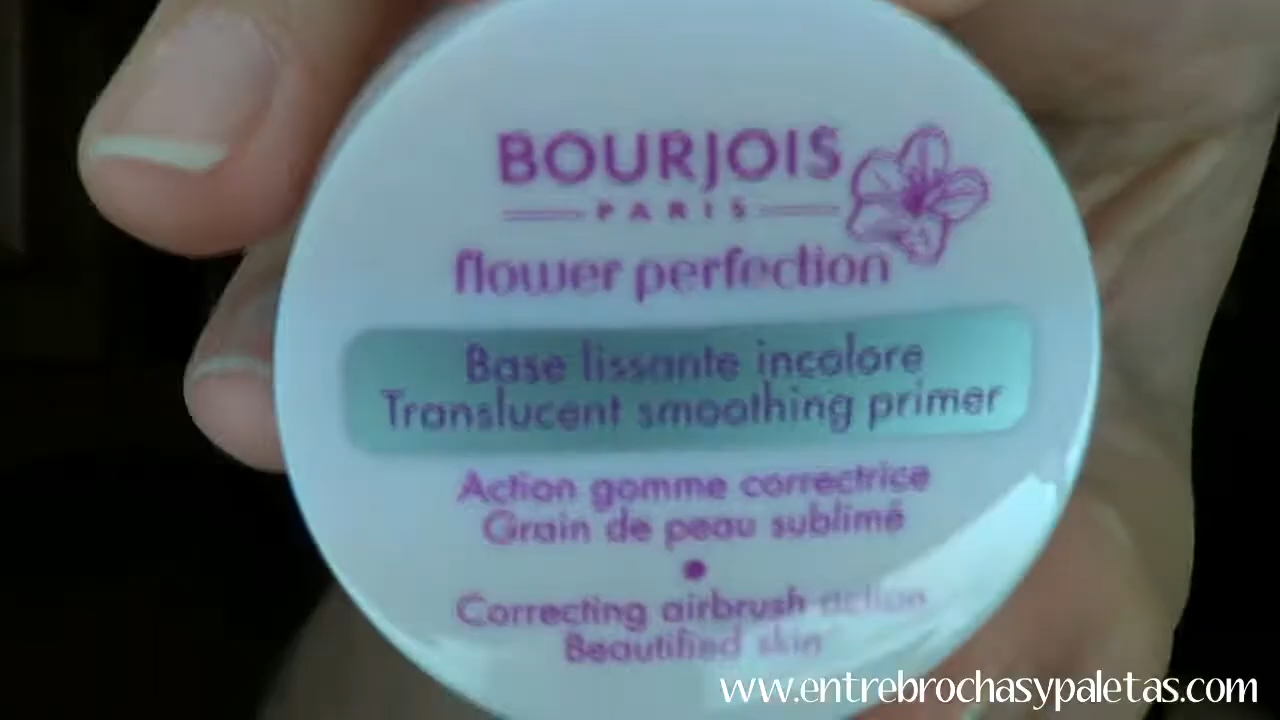 BOURJOIS
PARIS
flower perfection
Base lissante incolore
Translucent smoothing primer
Action gomme correctrice
Grain de peau sublimé
Correcting airbrush action
Beautified skin
www.entrebrochasypaletas.com